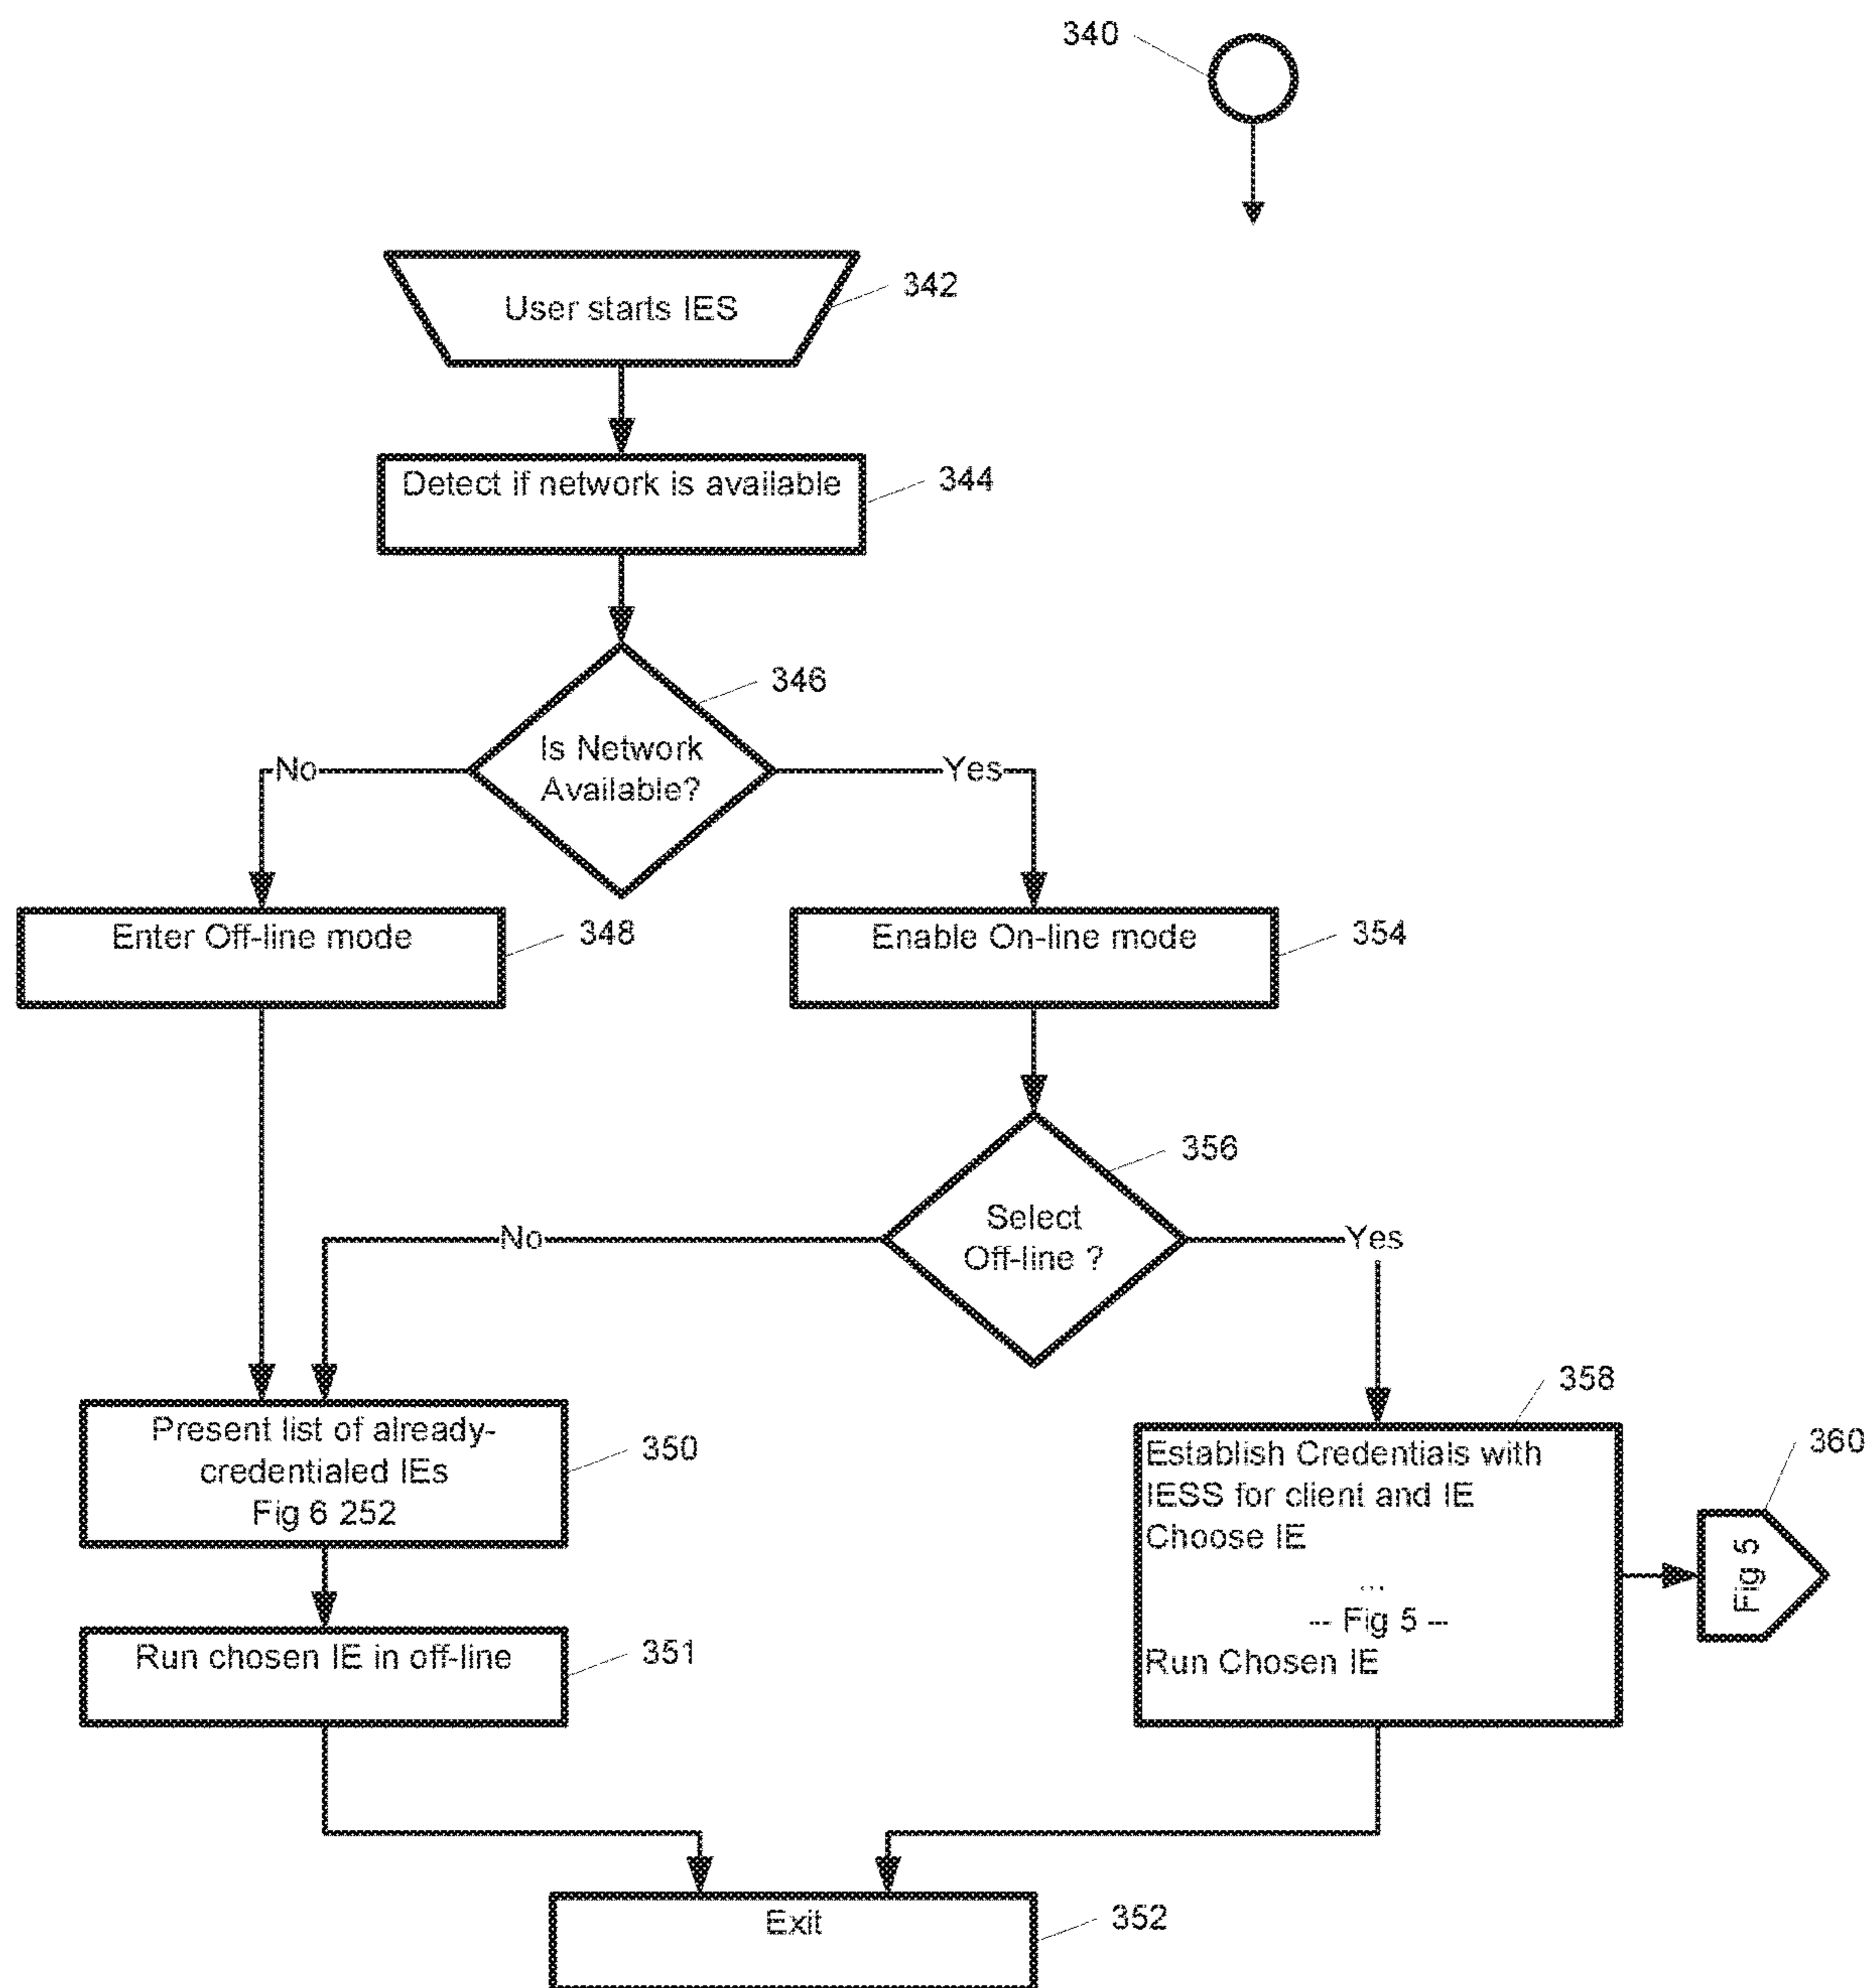 340
User starts IES
342
Detect if network is available
344
346
Is Network
Available?
No
Yes
Enter Off-line mode
348
Enable On-line mode
354
356
Select
Off-line ?
No
Yes
358
Present list of already-
credentialed IEs
Fig 6 252
350
Establish Credentials with
IESS for client and IE
Choose IE
...
-- Fig 5 --
Run Chosen IE
360
Fig 5
Run chosen IE in off-line
351
Exit
352